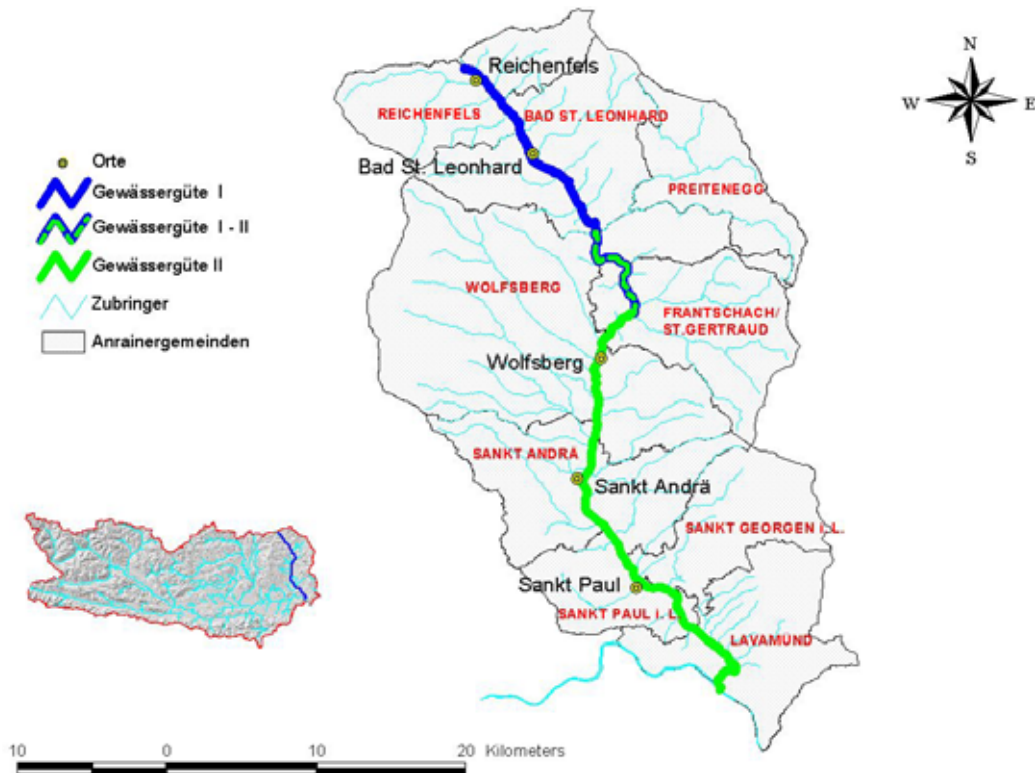 N
W E
S
Reichenfels
REICHENFELS
BAD ST. LEONHARD
Bad St. Leonhard
PREITENEGG
Orte
Gewässergüte I
Gewässergüte I - II
Gewässergüte II
Zubringer
Anrainergemeinden
WOLFSBERG
FRANTSCHACH/
ST.GERTRAUD
Wolfsberg
SANKT ANDRÄ
Sankt Andrä
SANKT GEORGEN i. L.
Sankt Paul
SANKT PAUL i. L.
LAVAMÜND
10 0 10 20 Kilometers